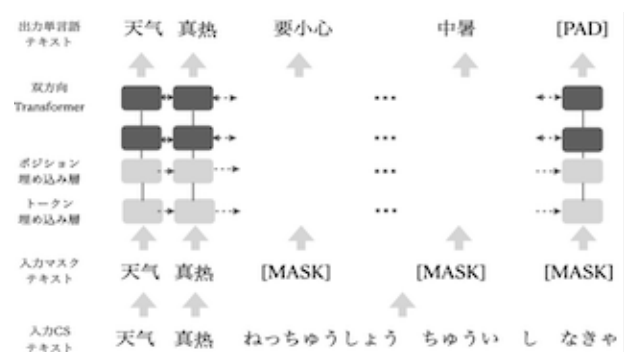 出力単言語
テキスト
天气 真热 要小心 中暑 [PAD]
双方向
Transformer
ポジション
埋め込み層
トークン
埋め込み層
入力マスク
テキスト
天气 真热 [MASK] [MASK] [MASK]
入力CS
テキスト
天气 真热 ねっちゅうしょう ちゅうい し なきゃ